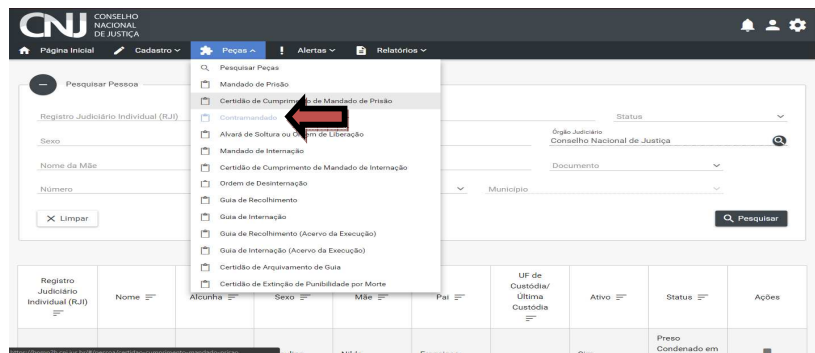 CNJ CONSELHO
NACIONAL
DE JUSTIÇA
Página Inicial Cadastro Peças Alertas Relatórios
Pesquisar Peças
Pesquisar Pessoa Mandado de Prisão
Certidão de Cumprimento de Mandado de Prisão
Registro Judiciário Individual (RJI) Contramandado Status
Alvará de Soltura ou Ordem de Liberação Órgão Judiciário
Sexo Conselho Nacional de Justiça
Mandado de Internação
Nome da Mãe Certidão de Cumprimento de Mandado de Internação Documento
Ordem de Desinternação
Número Guia de Recolhimento Município
Guia de Internação
Limpar Pesquisar
Guia de Recolhimento (Acervo da Execução)
Guia de Internação (Acervo da Execução)
Certidão de Arquivamento de Guia
Certidão de Extinção de Punibilidade por Morte
Registro
Judiciário
Individual (RJI)
Nome
Alcunha
Sexo
Mãe
Pai
UF de
Custódia/
Última
Custódia
Ativo
Status
Ações
Preso
Condenado em